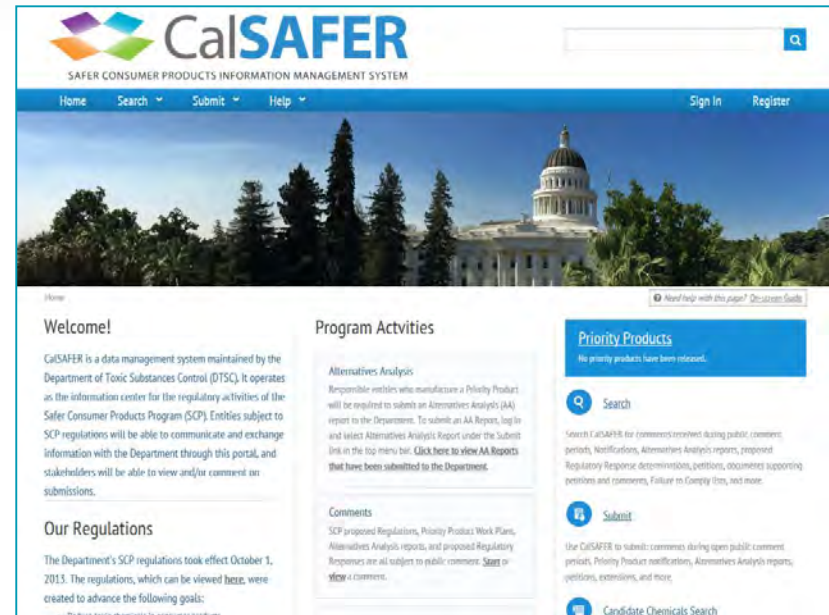 CalSAFER
SAFER CONSUMER PRODUCTS INFORMATION MANAGEMENT SYSTEM
Home Search Submit Help Sign In Register
Home
Need help with this page? On-screen Guide
Welcome!
CalSAFER is a data management system maintained by the
Department of Toxic Substances Control (DTSC). It operates
as the information center for the regulatory activities of the
Safer Consumer Products Program (SCP). Entities subject to
SCP regulations will be able to communicate and exchange
information with the Department through this portal, and
stakeholders will be able to view and/or comment on
submissions.
Our Regulations
The Department's SCP regulations took effect October 1,
2013. The regulations, which can be viewed here, were
created to advance the following goals:
Reduce toxic chemicals in consumer products
Program Actvities
Alternatives Analysis
Responsible entities who manufacture a Priority Product
will be required to submit an Alternatives Analysis (AA)
report to the Department. To submit an AA Report, log in
and select Alternatives Analysis Report under the Submit
link in the top menu bar. Click here to view AA Reports
that have been submitted to the Department.
Comments
SCP proposed Regulations, Priority Product Work Plans,
Alternatives Analysis reports, and proposed Regulatory
Responses are all subject to public comment. Start or
view a comment.
Priority Products
No priority products have been released.
Search
Search CalSAFER for comments received during public comment
periods, Notifications, Alternatives Analysis reports, proposed
Regulatory Response determinations, petitions, documents supporting
petitions and comments, Failure to Comply lists, and more.
Submit
Use CalSAFER to submit: comments during open public comment
periods, Priority Product notifications, Alternatives Analysis reports,
petitions, extensions, and more.
Candidate Chemicals Search